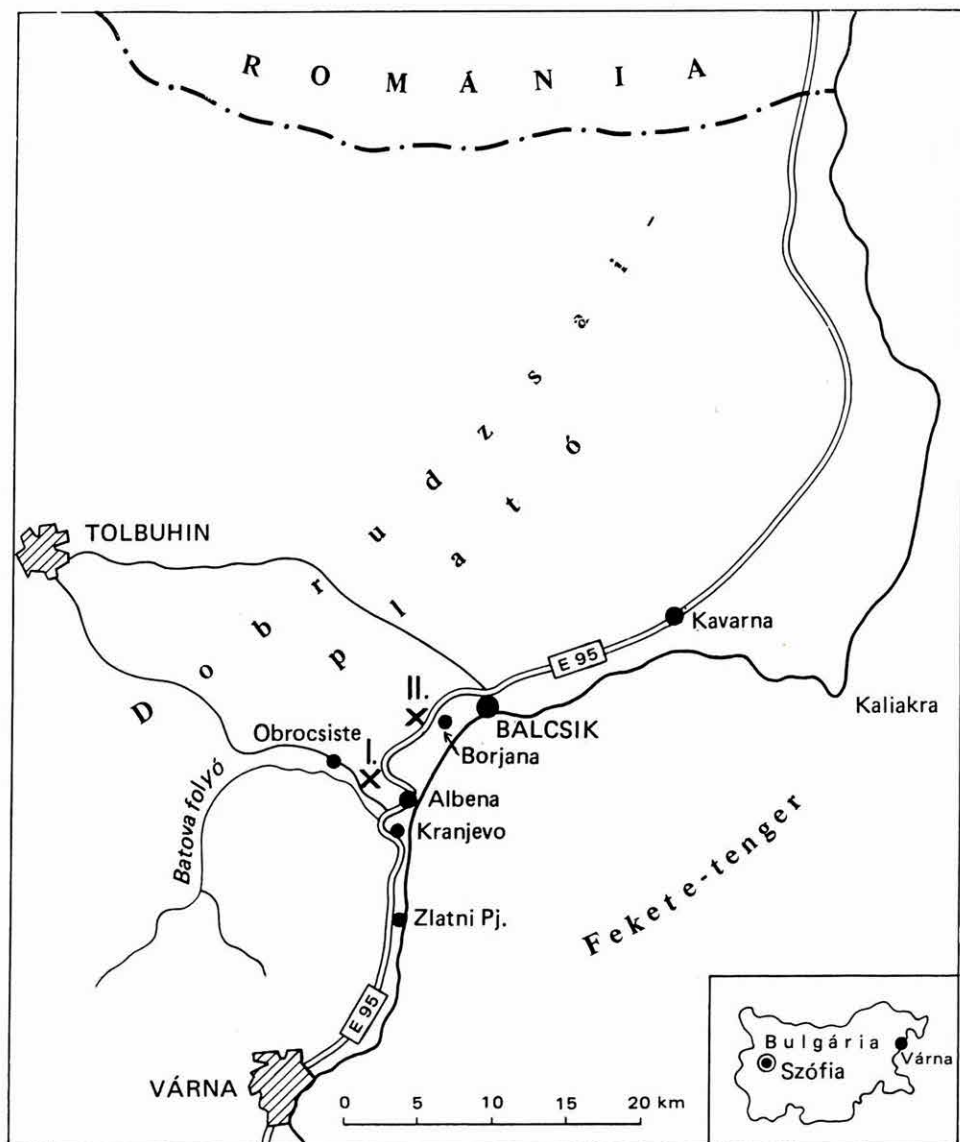 ROMÁNIA
Dobrudzsai
plató
TOLBUHIN
Kavarna
E 95
Kaliakra
II.
BALCSIK
Borjana
Obrocsiste
I.
Albena
Batova folyó
Kranjevo
Fekete-tenger
Zlatni Pj.
E 95
VÁRNA
0 5 10 20 km
Bulgária
Várna
Szófia